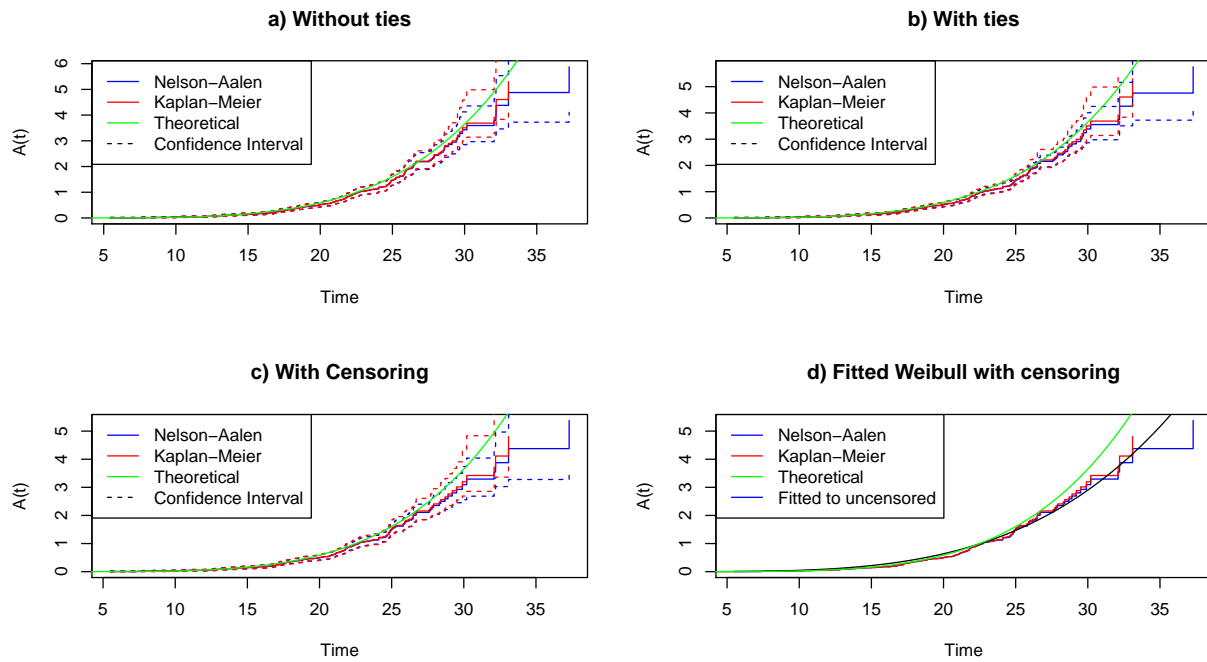 a) Without ties
A(t)
0 1 2 3 4 5 6
Nelson−Aalen
Kaplan−Meier
Theoretical
Confidence Interval
5 10 15 20 25 30 35
Time
b) With ties
A(t)
0 1 2 3 4 5
Nelson−Aalen
Kaplan−Meier
Theoretical
Confidence Interval
5 10 15 20 25 30 35
Time
c) With Censoring
A(t)
0 1 2 3 4 5
Nelson−Aalen
Kaplan−Meier
Theoretical
Confidence Interval
5 10 15 20 25 30 35
Time
d) Fitted Weibull with censoring
A(t)
0 1 2 3 4 5
Nelson−Aalen
Kaplan−Meier
Theoretical
Fitted to uncensored
5 10 15 20 25 30 35
Time